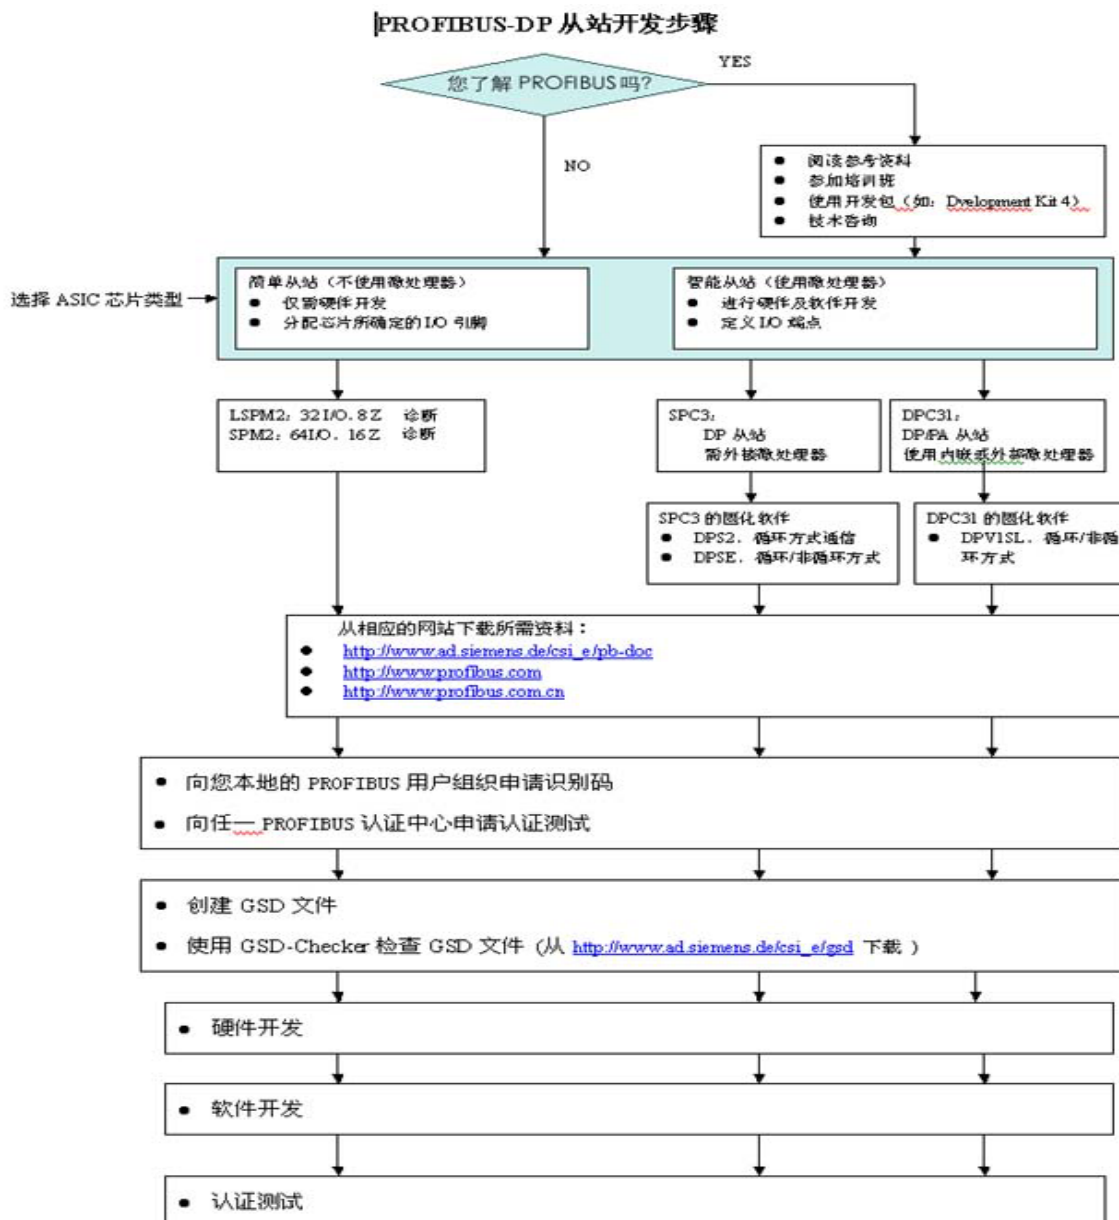 PROFIBUS-DP 从站开发步骤
您了解 PROFIBUS 吗?
YES
NO
● 阅读参考资料
● 参加培训班
● 使用开发包（如：Dvelopment Kit 4）
● 技术咨询
选择 ASIC 芯片类型
简单从站（不使用微处理器）
● 仅需硬件开发
● 分配芯片所确定的 I/O 引脚
智能从站（使用微处理器）
● 进行硬件及软件开发
● 定义 I/O 端点
LSPM2：32 I/O．8 Z 诊断
SPM2：64I/O．16 Z 诊断
SPC3：
DP 从站
需外接微处理器
DPC31：
DP/PA 从站
使用内嵌或外部微处理器
SPC3 的固化软件
● DPS2．循环方式通信
● DPSE．循环/非循环方式
DPC31 的固化软件
● DPV1SL．循环/非循
环方式
从相应的网站下载所需资料：
● http://www.ad.siemens.de/csi_e/pb-doc
● http://www.profibus.com
● http://www.profibus.com.cn
● 向您本地的 PROFIBUS 用户组织申请识别码
● 向任一 PROFIBUS 认证中心申请认证测试
● 创建 GSD 文件
● 使用 GSD-Checker 检查 GSD 文件 (从 http://www.ad.siemens.de/csi_e/gsd 下载 )
● 硬件开发
● 软件开发
● 认证测试